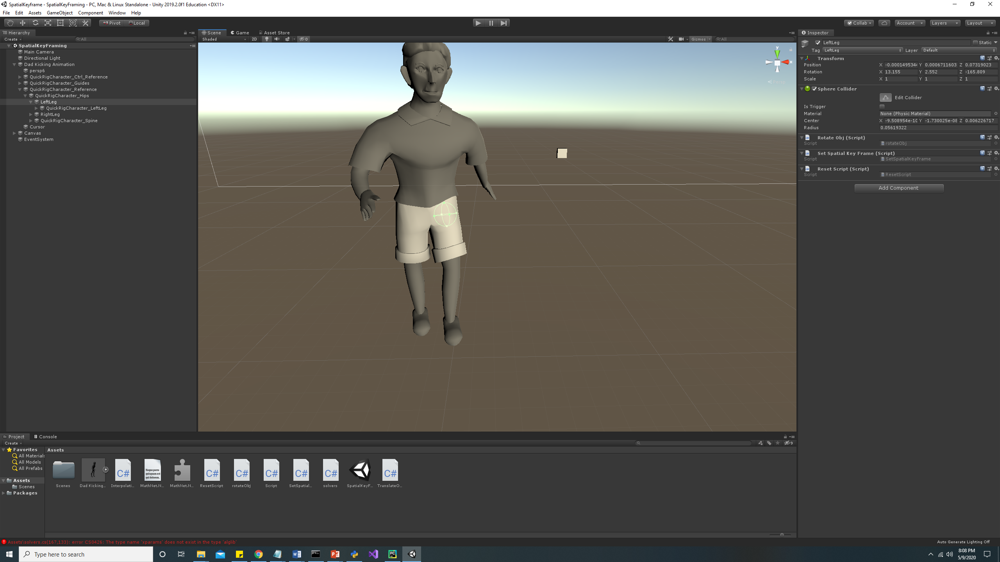 SpatialKeyframe - SpatialKeyFraming - PC, Mac & Linux Standalone - Unity 2019.2.0f1 Education <DX11>
File Edit Assets GameObject Component Window Help
Pivot Local
Collab Account Layers Layout
Hierarchy
Create All
SpatialKeyFraming
Main Camera
Directional Light
Dad Kicking Animation
persp6
QuickRigCharacter_Ctrl_Reference
QuickRigCharacter_Guides
QuickRigCharacter_Reference
QuickRigCharacter_Hips
LeftLeg
QuickRigCharacter_LeftLeg
RightLeg
QuickRigCharacter_Spine
Cursor
Canvas
EventSystem
Scene Game Asset Store
Shaded 2D 0 Gizmos All
y
x
Persp
Inspector
LeftLeg Static
Tag LeftLeg Layer Default
Transform
Position X -0.000149534 Y 0.0006711603 Z 0.07319023
Rotation X 13.155 Y 2.552 Z -165.809
Scale X 1 Y 1 Z 1
Sphere Collider
Edit Collider
Is Trigger
Material None (Physic Material)
Center X -9.508954e-10 Y -1.730025e-08 Z 0.006226717
Radius 0.05619322
Rotate Obj (Script)
Script rotateObj
Set Spatial Key Frame (Script)
Script SetSpatialKeyFrame
Reset Script (Script)
Script ResetScript
Add Component
Project Console
Create 9
Favorites
All Materials
All Models
All Prefabs
Assets
Scenes
Packages
Assets
Neque porro
quisquam est
qui dolorem.
C# C# C# C# C# C# C#
Scenes Dad Kicking... Interpolati... MathNet.N... MathNet.N... ResetScript rotateObj Script SetSpatial... solvers SpatialKeyF... TranslateO...
Assets\solvers.cs(167,133): error CS0426: The type name 'xparams' does not exist in the type 'alglib'
Auto Generate Lighting Off
Type here to search
8:08 PM
5/9/2020